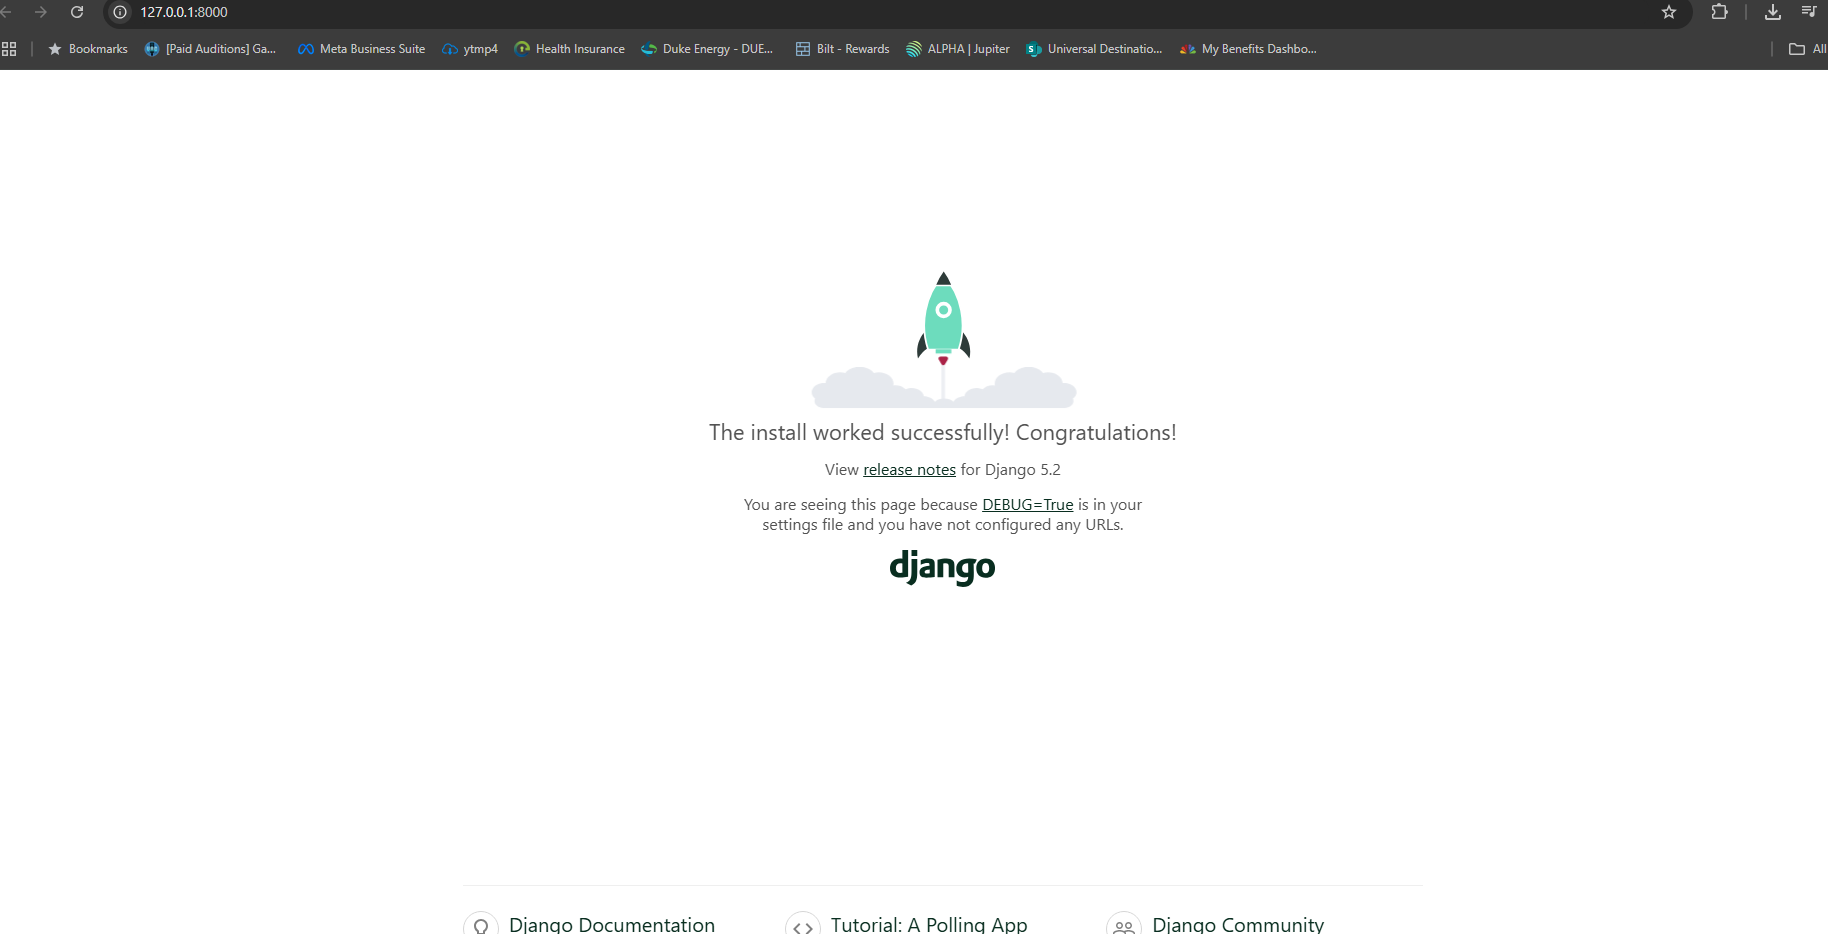 127.0.0.1:8000
Bookmarks [Paid Auditions] Ga... Meta Business Suite ytmp4 Health Insurance Duke Energy - DUE... Bilt - Rewards ALPHA | Jupiter Universal Destinatio... My Benefits Dashbo... All
The install worked successfully! Congratulations!
View release notes for Django 5.2
You are seeing this page because DEBUG=True is in your
settings file and you have not configured any URLs.
django
Django Documentation Tutorial: A Polling App Django Community